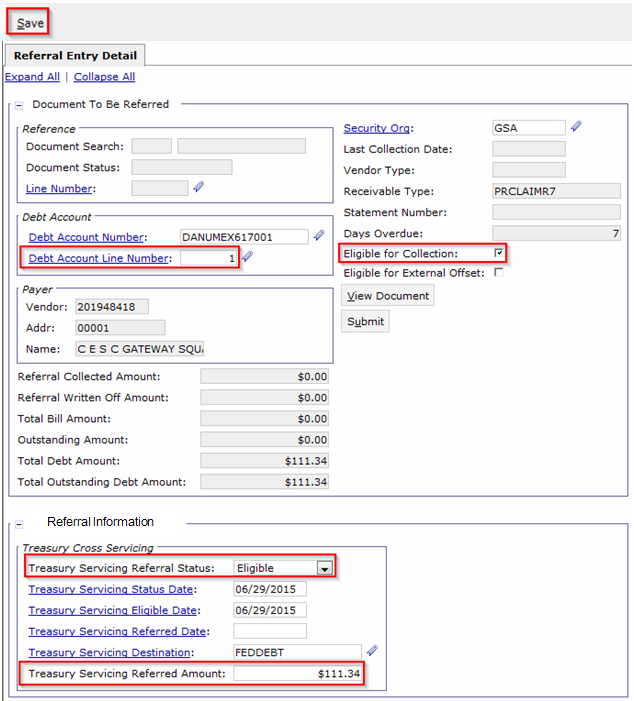 Save
Referral Entry Detail
Expand All | Collapse All
Document To Be Referred
Reference
Document Search:
Document Status:
Line Number:
Debt Account
Debt Account Number: DANUMEX617001
Debt Account Line Number: 1
Payer
Vendor: 201948418
Addr: 00001
Name: C E S C GATEWAY SQU
Referral Collected Amount: $0.00
Referral Written Off Amount: $0.00
Total Bill Amount: $0.00
Outstanding Amount: $0.00
Total Debt Amount: $111.34
Total Outstanding Debt Amount: $111.34
Security Org: GSA
Last Collection Date:
Vendor Type:
Receivable Type: PRCLAIMR7
Statement Number:
Days Overdue: 7
Eligible for Collection:
Eligible for External Offset:
View Document
Submit
Referral Information
Treasury Cross Servicing
Treasury Servicing Referral Status: Eligible
Treasury Servicing Status Date: 06/29/2015
Treasury Servicing Eligible Date: 06/29/2015
Treasury Servicing Referred Date:
Treasury Servicing Destination: FEDDEBT
Treasury Servicing Referred Amount: $111.34